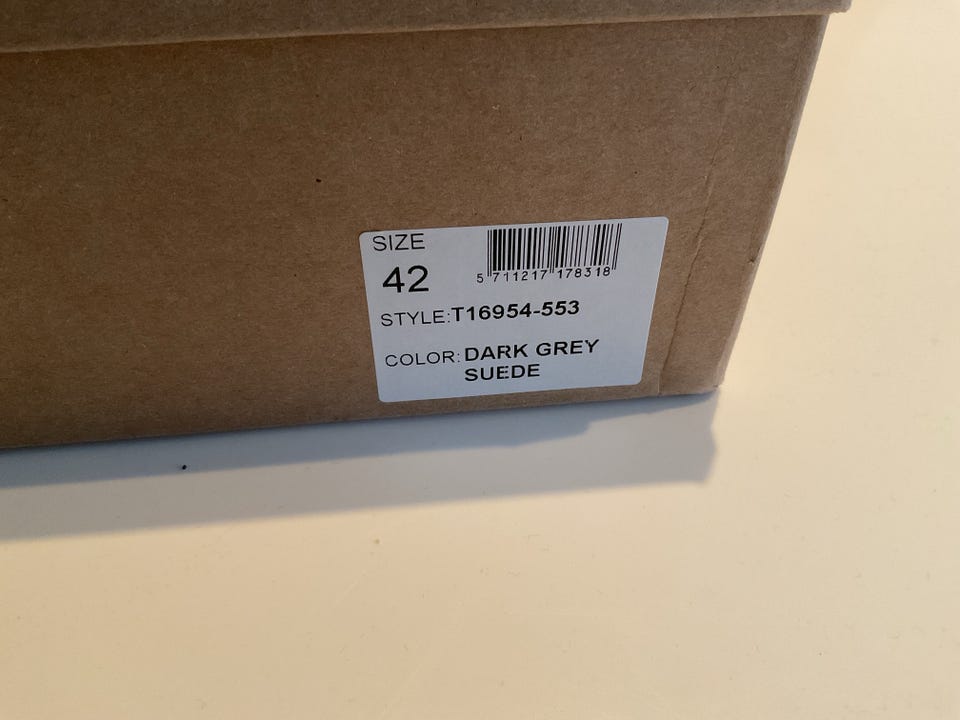 SIZE
42
5 711217 178318
STYLE:T16954-553
COLOR:DARK GREY
SUEDE